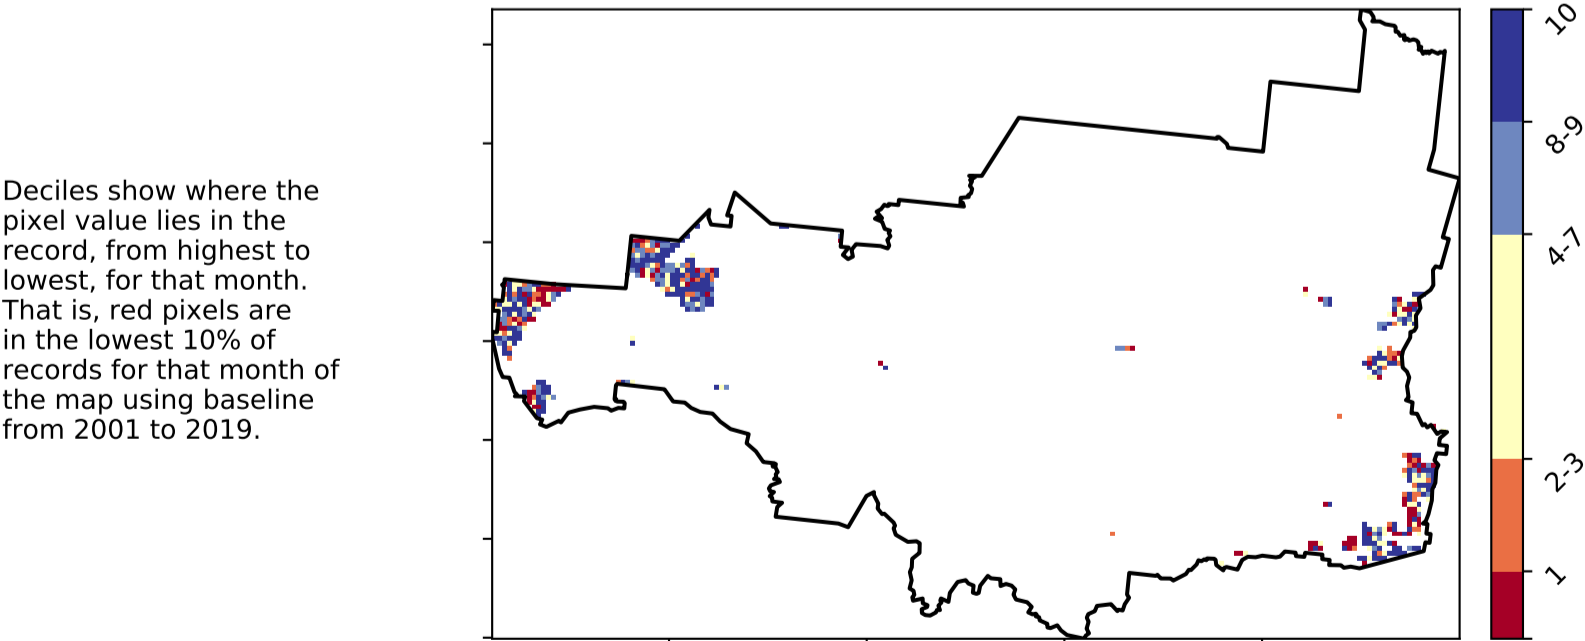 Deciles show where the
pixel value lies in the
record, from highest to
lowest, for that month.
That is, red pixels are
in the lowest 10% of
records for that month of
the map using baseline
from 2001 to 2019.
10
8-9
4-7
2-3
1